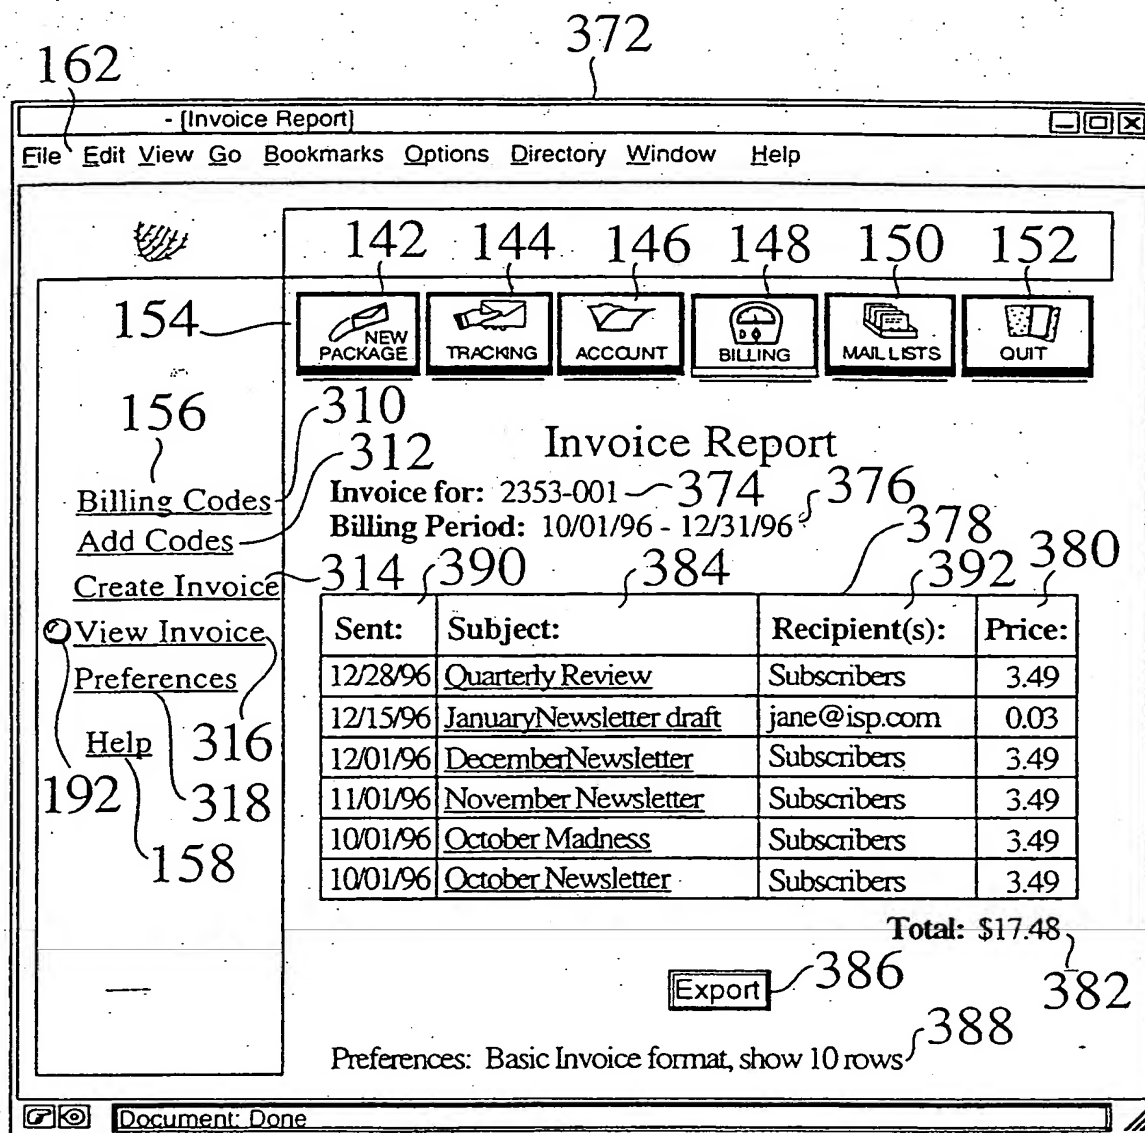 372
162
- [Invoice Report]
File Edit View Go Bookmarks Options Directory Window Help
142 144 146 148 150 152
154
NEW PACKAGE TRACKING ACCOUNT BILLING MAIL LISTS QUIT
156
310
312
Invoice Report
Invoice for: 2353-001 374 376
Billing Period: 10/01/96 - 12/31/96
Billing Codes
Add Codes
Create Invoice
314 390 384 378 392 380
View Invoice
Preferences
Help
316
192
318
158
Sent: Subject: Recipient(s): Price:
12/28/96 Quarterly Review Subscribers 3.49
12/15/96 JanuaryNewsletter draft jane@isp.com 0.03
12/01/96 DecemberNewsletter Subscribers 3.49
11/01/96 November Newsletter Subscribers 3.49
10/01/96 October Madness Subscribers 3.49
10/01/96 October Newsletter Subscribers 3.49
Total: $17.48
382
Export 386
388
Preferences: Basic Invoice format, show 10 rows
Document: Done